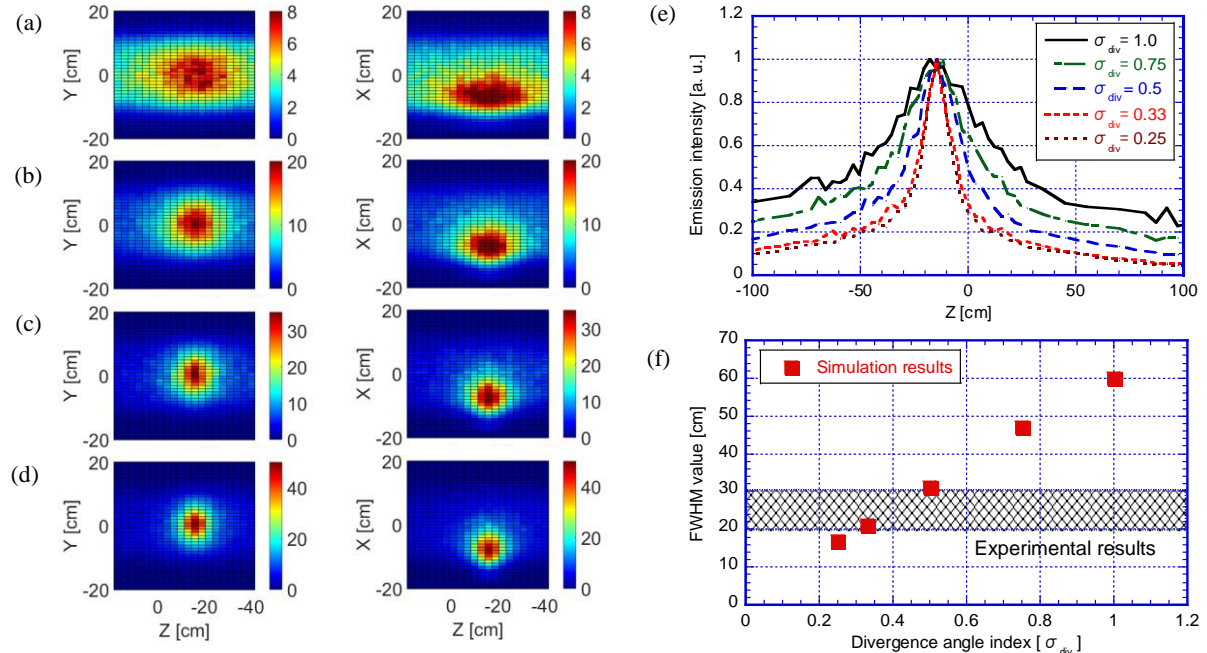 (a)
20
0
-20
Y [cm]
8
6
4
2
0
20
0
-20
X [cm]
8
6
4
2
0
(b)
20
0
-20
Y [cm]
20
10
0
20
0
-20
X [cm]
20
10
0
(c)
20
0
-20
Y [cm]
30
20
10
0
20
0
-20
X [cm]
30
20
10
0
(d)
20
0
-20
Y [cm]
40
20
0
0 -20 -40
Z [cm]
20
0
-20
X [cm]
40
20
0
0 -20 -40
Z [cm]
(e)
Emission intensity [a. u.]
1.2
1
0.8
0.6
0.4
0.2
0
-100 -50 0 50 100
Z [cm]
σ div = 1.0
σ div = 0.75
σ div = 0.5
σ div = 0.33
σ div = 0.25
(f)
FWHM value [cm]
70
60
50
40
30
20
10
0
Simulation results
Experimental results
0 0.2 0.4 0.6 0.8 1 1.2
Divergence angle index [ σ div ]